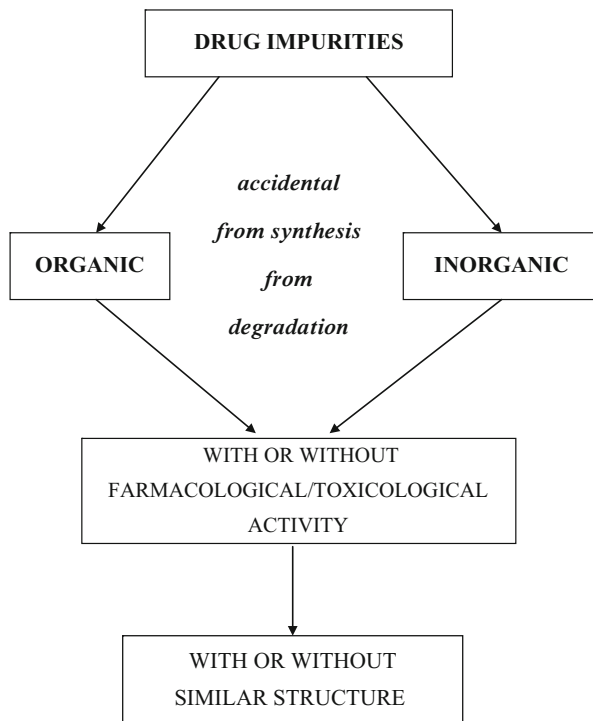 DRUG IMPURITIES
accidental
from synthesis
from
degradation
ORGANIC
INORGANIC
WITH OR WITHOUT
FARMACOLOGICAL/TOXICOLOGICAL
ACTIVITY
WITH OR WITHOUT
SIMILAR STRUCTURE